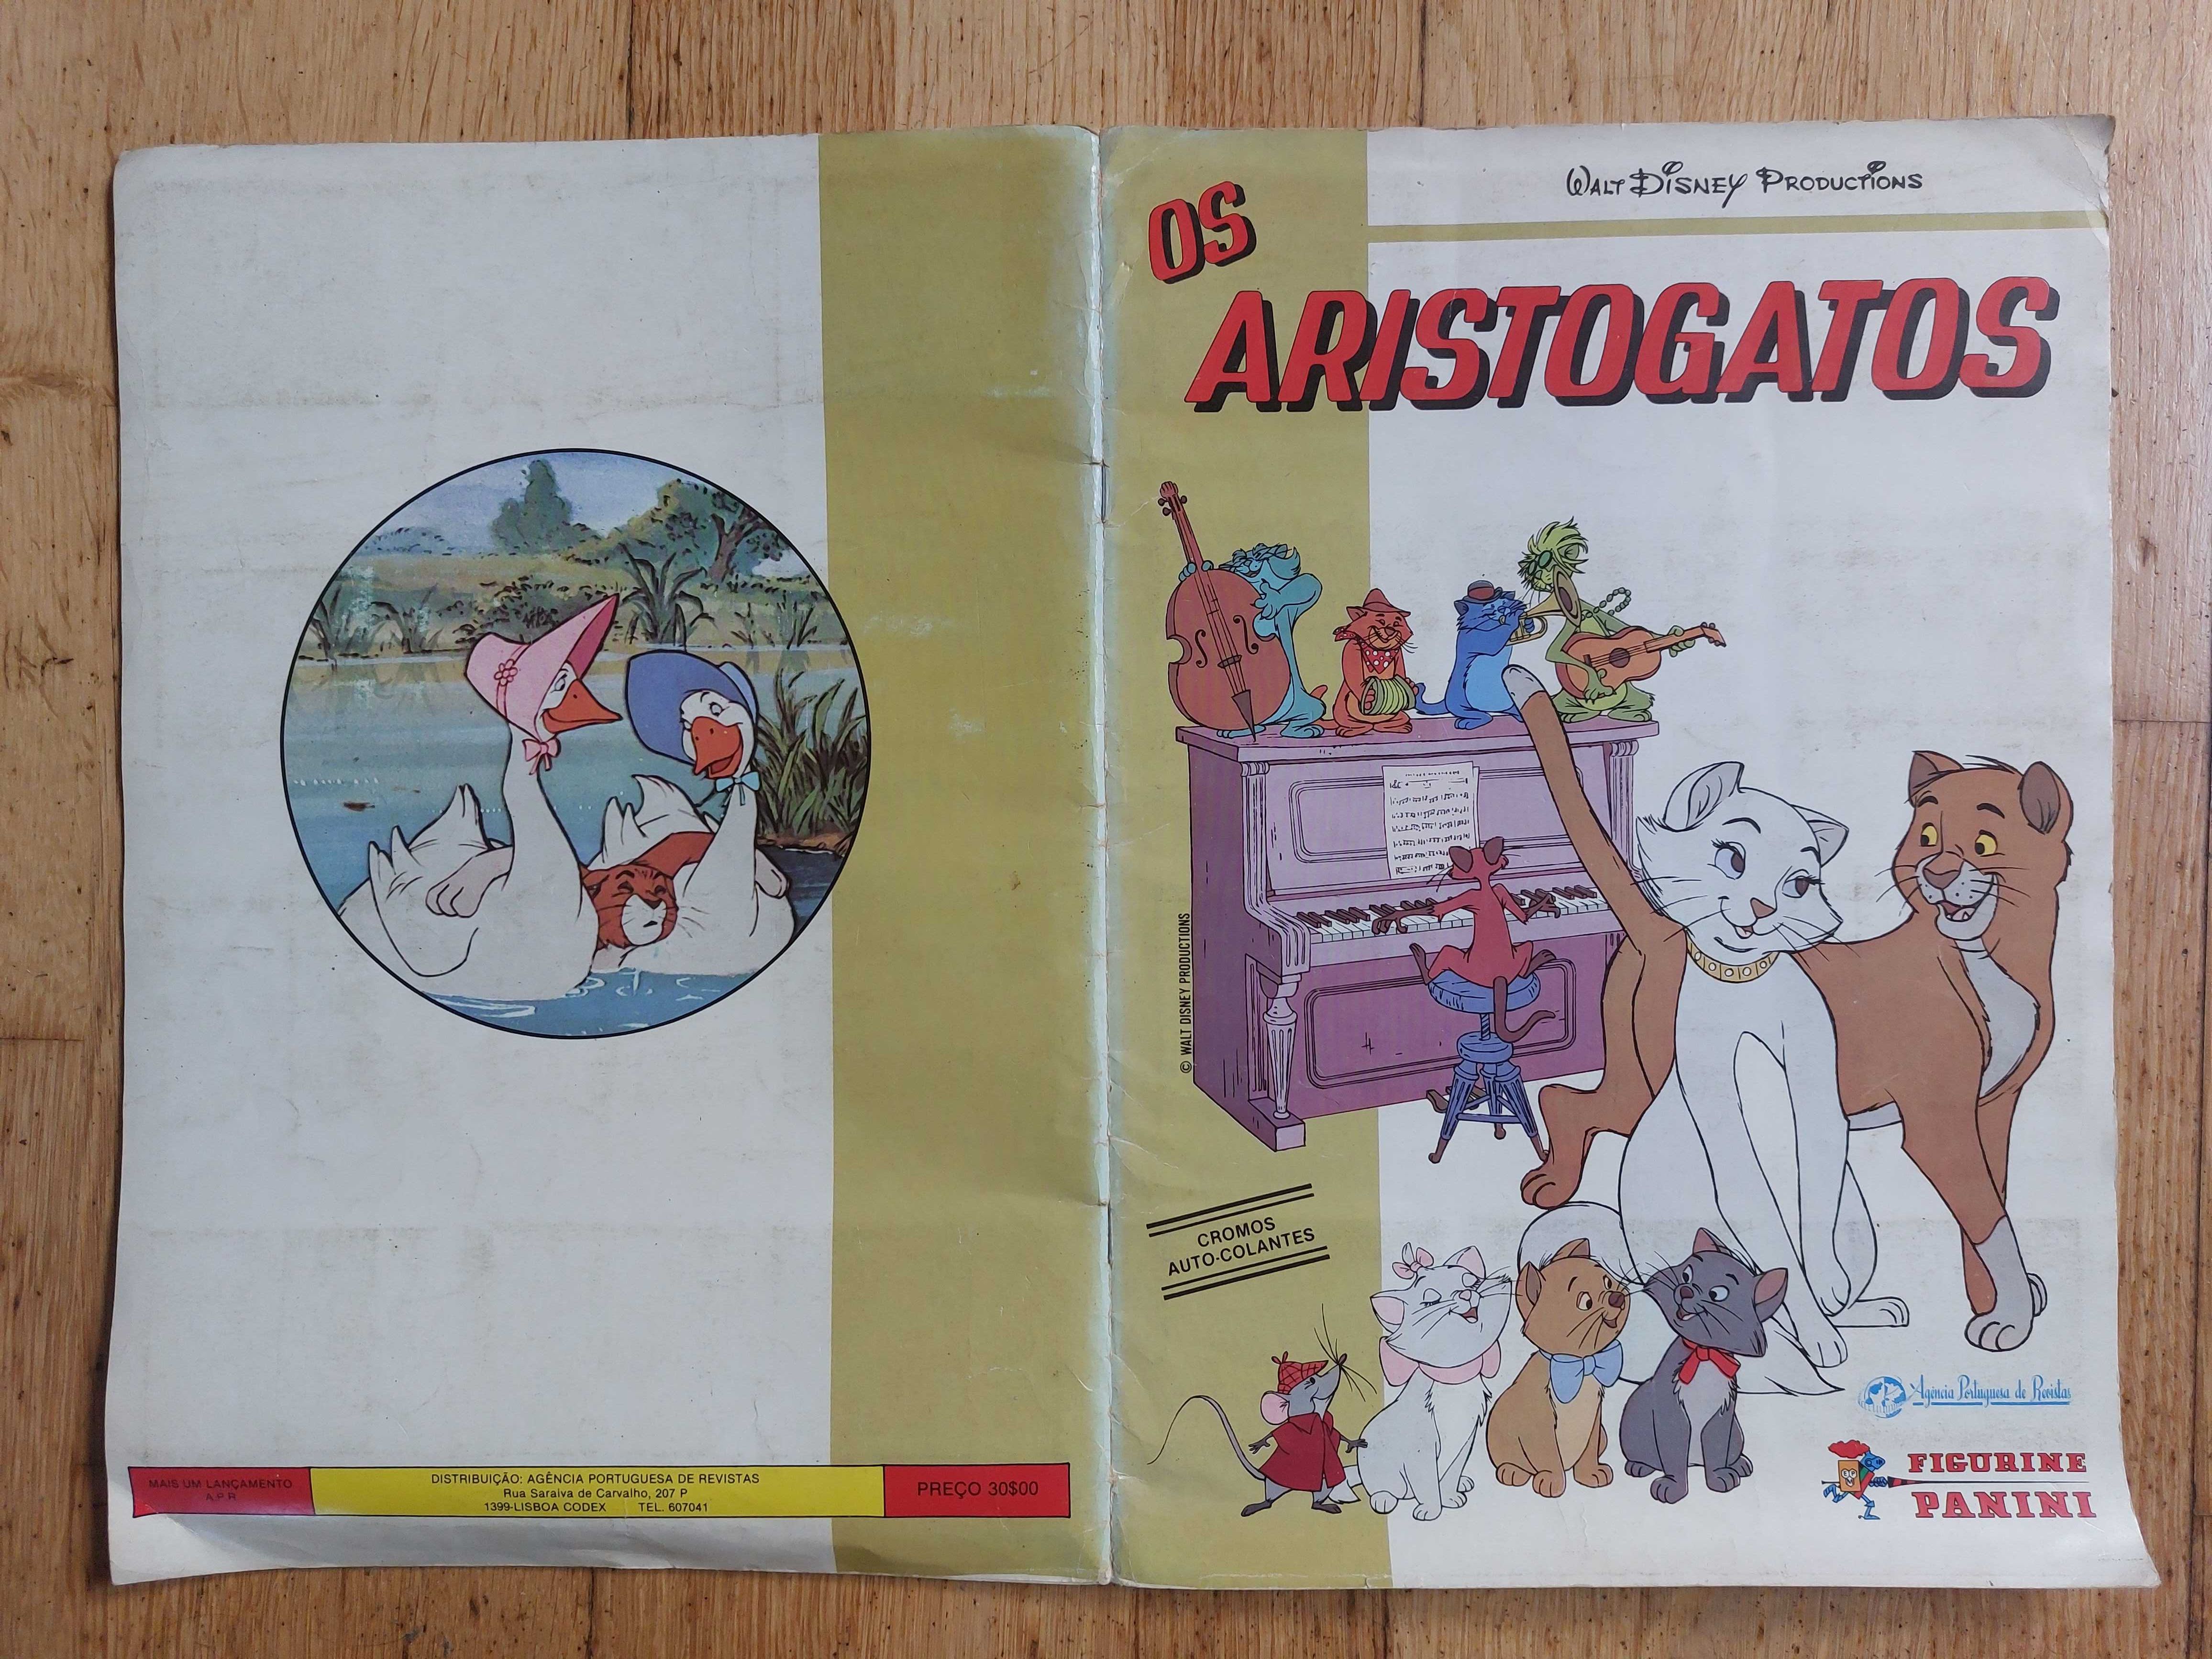 WALT DISNEY PRODUCTIONS
OS
ARISTOGATOS
© WALT DISNEY PRODUCTIONS
CROMOS
AUTO-COLANTES
Agência Portuguesa de Revistas
FIGURINE
PANINI
MAIS UM LANÇAMENTO
A.P.R.
DISTRIBUIÇÃO: AGÊNCIA PORTUGUESA DE REVISTAS
Rua Saraiva de Carvalho, 207 P
1399-LISBOA CODEX TEL. 607041
PREÇO 30$00